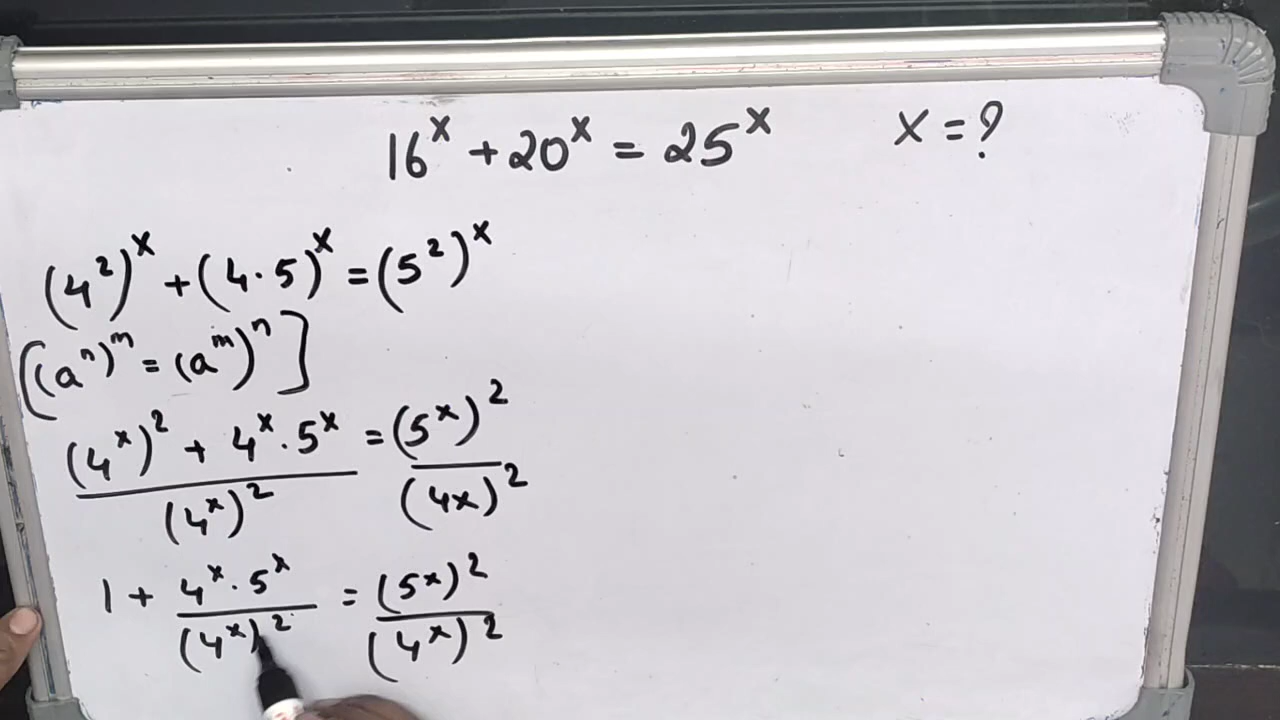 16^x + 20^x = 25^x x = ?
(4^2)^x + (4 · 5)^x = (5^2)^x
[(a^n)^m = (a^m)^n]
((4^x)^2 + 4^x · 5^x)/(4^x)^2 = (5^x)^2/(4x)^2
1 + (4^x · 5^x)/(4^x)^2 = (5^x)^2/(4^x)^2